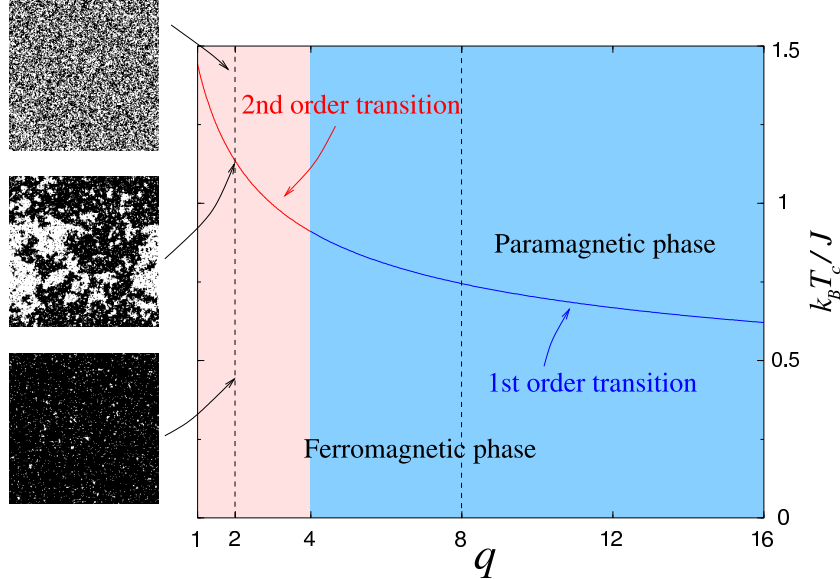 1.5
2nd order transition
1
Paramagnetic phase
k_B T_c / J
0.5
1st order transition
Ferromagnetic phase
0
1 2 4 8 12 16
q